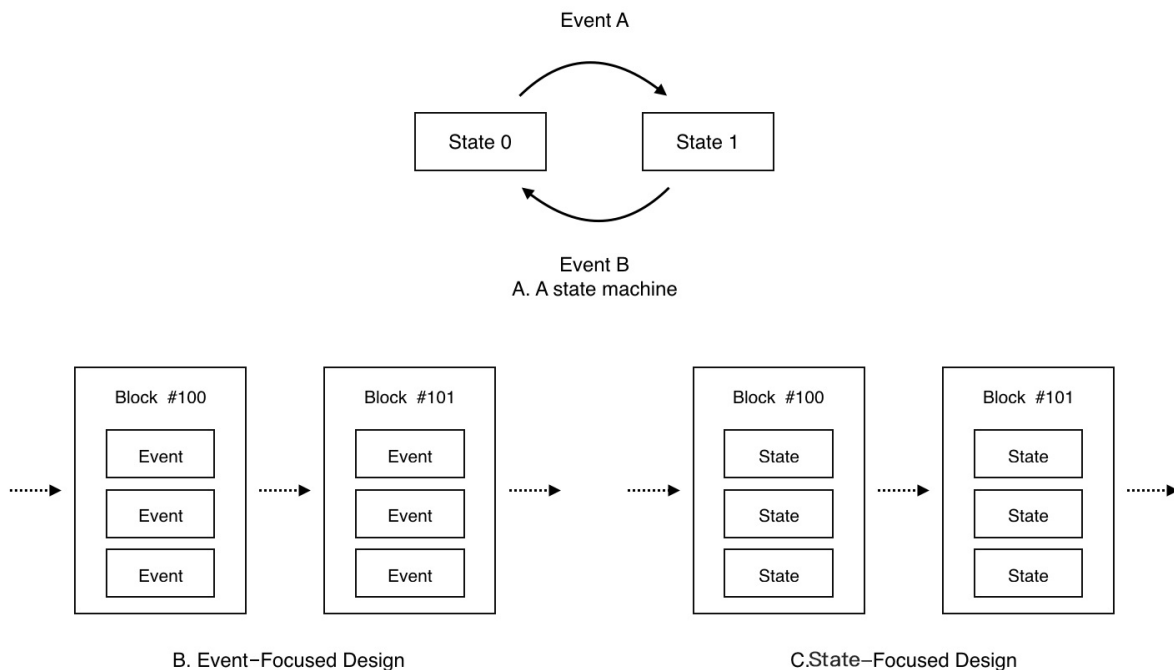 Event A
State 0
State 1
Event B
A. A state machine
Block #100
Event
Event
Event
Block #101
Event
Event
Event
B. Event-Focused Design
Block #100
State
State
State
Block #101
State
State
State
C.State-Focused Design